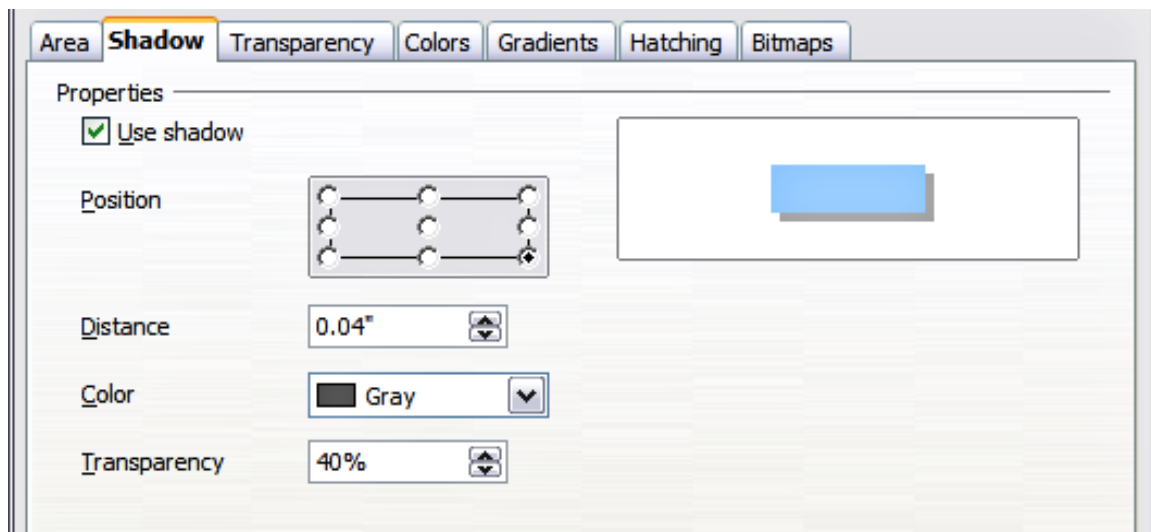 Area Shadow Transparency Colors Gradients Hatching Bitmaps
Properties
Use shadow
Position
Distance 0.04"
Color Gray
Transparency 40%